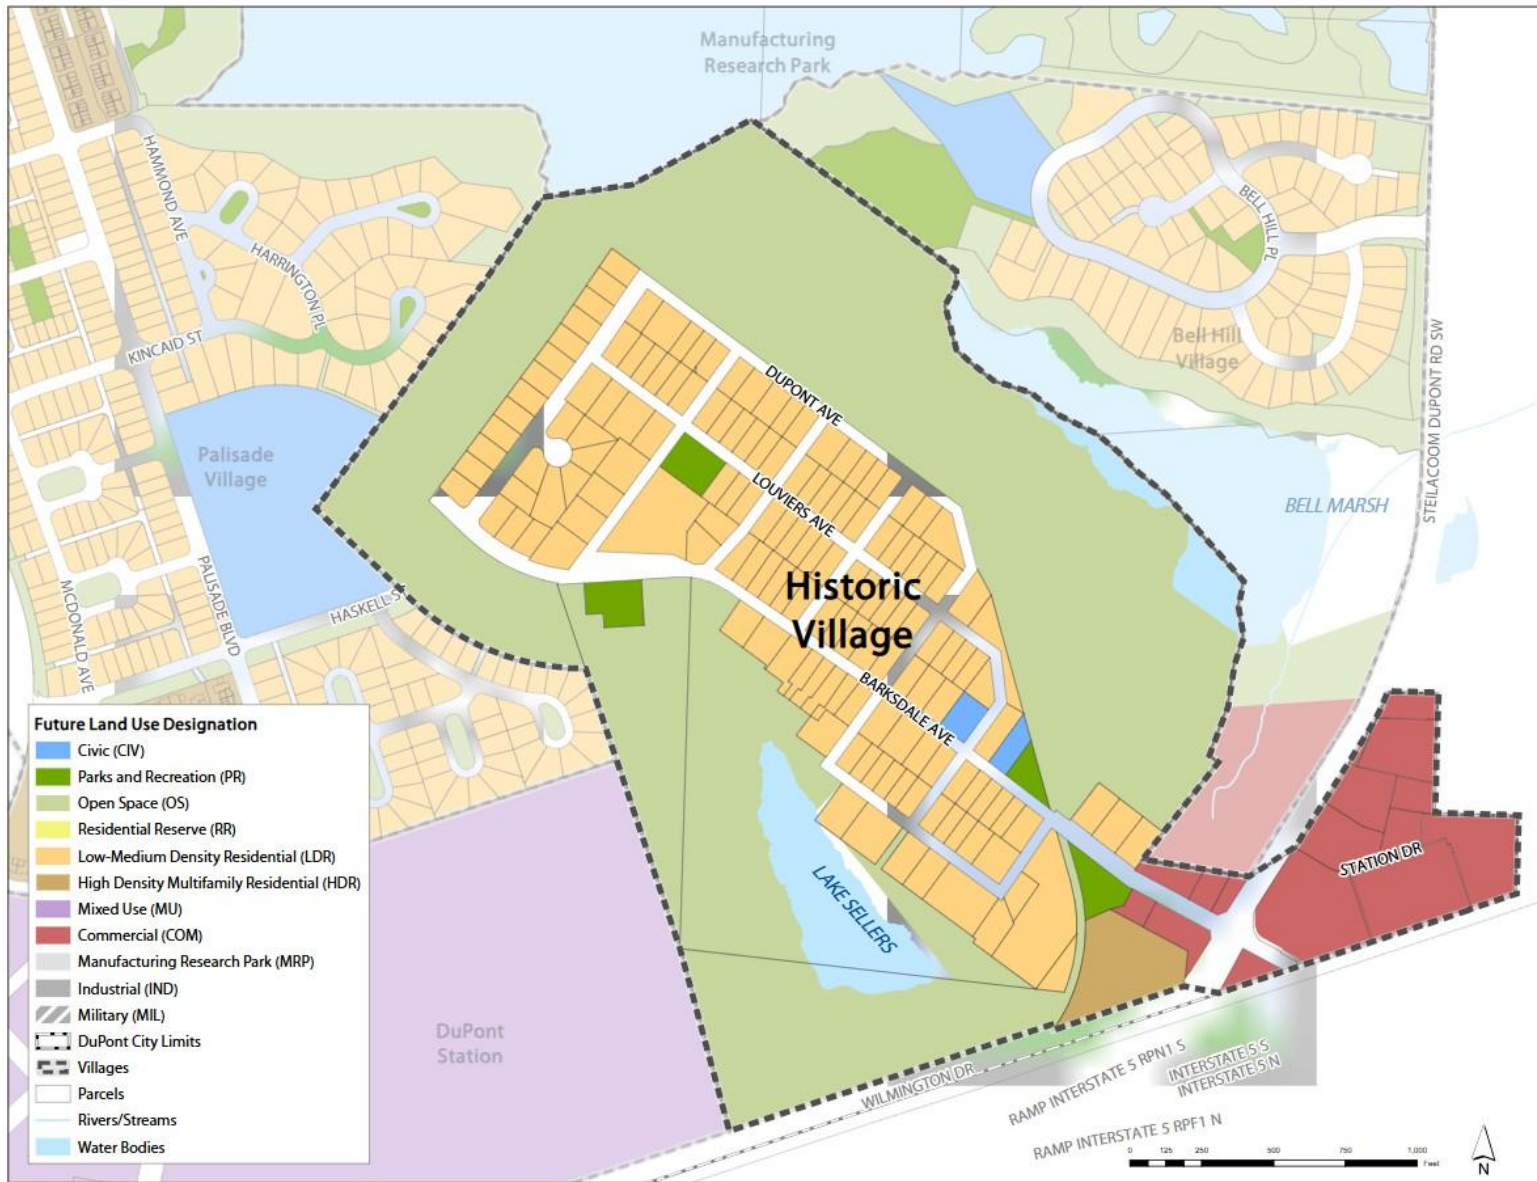 Manufacturing
Research Park
HAMMOND AVE
HARRINGTON PL
KINCAID ST
BELL HILL PL
Bell Hill
Village
STEILACOOM DUPONT RD SW
DUPONT AVE
LOUVIERS AVE
Palisade
Village
BELL MARSH
Historic
Village
MCDONALD AVE
PALISADE BLVD
HASKELL S
BARKSDALE AVE
STATION DR
LAKE SELLERS
DuPont
Station
WILMINGTON DR
RAMP INTERSTATE 5 RPN1 S
INTERSTATE 5 S
INTERSTATE 5 N
RAMP INTERSTATE 5 RPF1 N
Future Land Use Designation
Civic (CIV)
Parks and Recreation (PR)
Open Space (OS)
Residential Reserve (RR)
Low-Medium Density Residential (LDR)
High Density Multifamily Residential (HDR)
Mixed Use (MU)
Commercial (COM)
Manufacturing Research Park (MRP)
Industrial (IND)
Military (MIL)
DuPont City Limits
Villages
Parcels
Rivers/Streams
Water Bodies
0 125 250 500 750 1,000
Feet
N